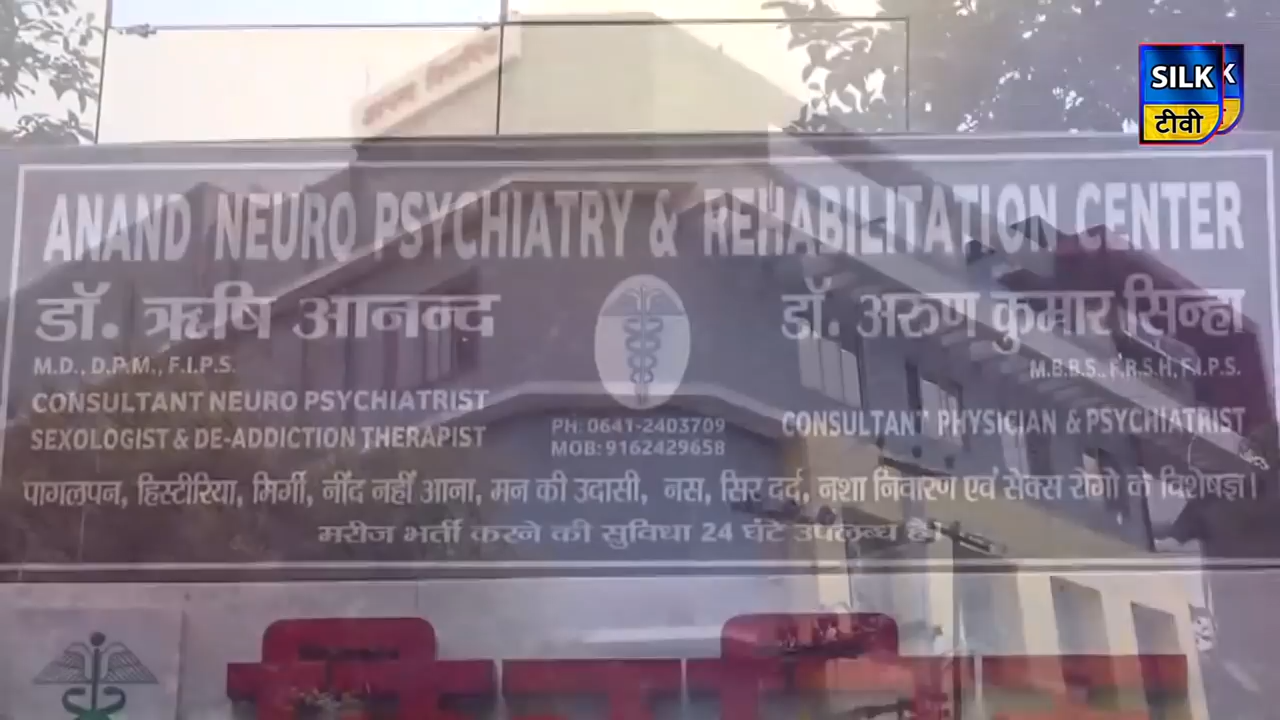 SILK
टीवी
ANAND NEURO PSYCHIATRY & REHABILITATION CENTER
डॉ. ऋषि आनन्द
M.D., D.P.M., F.I.P.S.
CONSULTANT NEURO PSYCHIATRIST
SEXOLOGIST & DE-ADDICTION THERAPIST
PH: 0641-2403709
MOB: 9162429658
डॉ. अरुण कुमार सिन्हा
M.B.B.S., F.R.S.H, F.I.P.S.
CONSULTANT PHYSICIAN & PSYCHIATRIST
पागलपन, हिस्टीरिया, मिर्गी, नींद नहीं आना, मन की उदासी, नस, सिर दर्द, नशा निवारण एवं सेक्स रोगो के विशेषज्ञ।
मरीज भर्ती करने की सुविधा 24 घंटे उपलब्ध है।